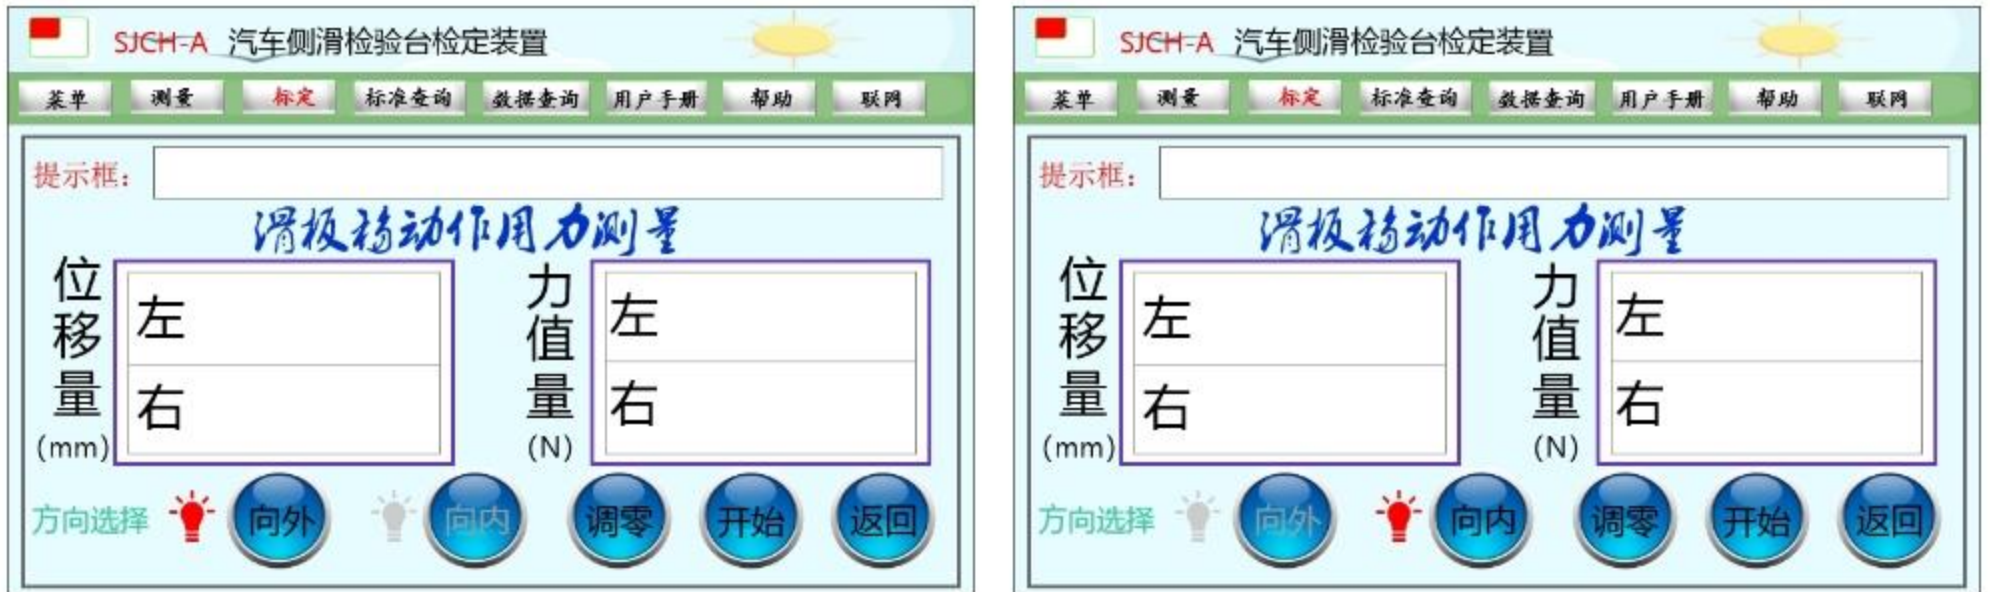 SJCH-A 汽车侧滑检验台检定装置
菜单 测量 标定 标准查询 数据查询 用户手册 帮助 联网
提示框：
滑板移动作用力测量
位移量(mm)
左
右
力值量(N)
左
右
方向选择 向外 向内 调零 开始 返回
SJCH-A 汽车侧滑检验台检定装置
菜单 测量 标定 标准查询 数据查询 用户手册 帮助 联网
提示框：
滑板移动作用力测量
位移量(mm)
左
右
力值量(N)
左
右
方向选择 向外 向内 调零 开始 返回